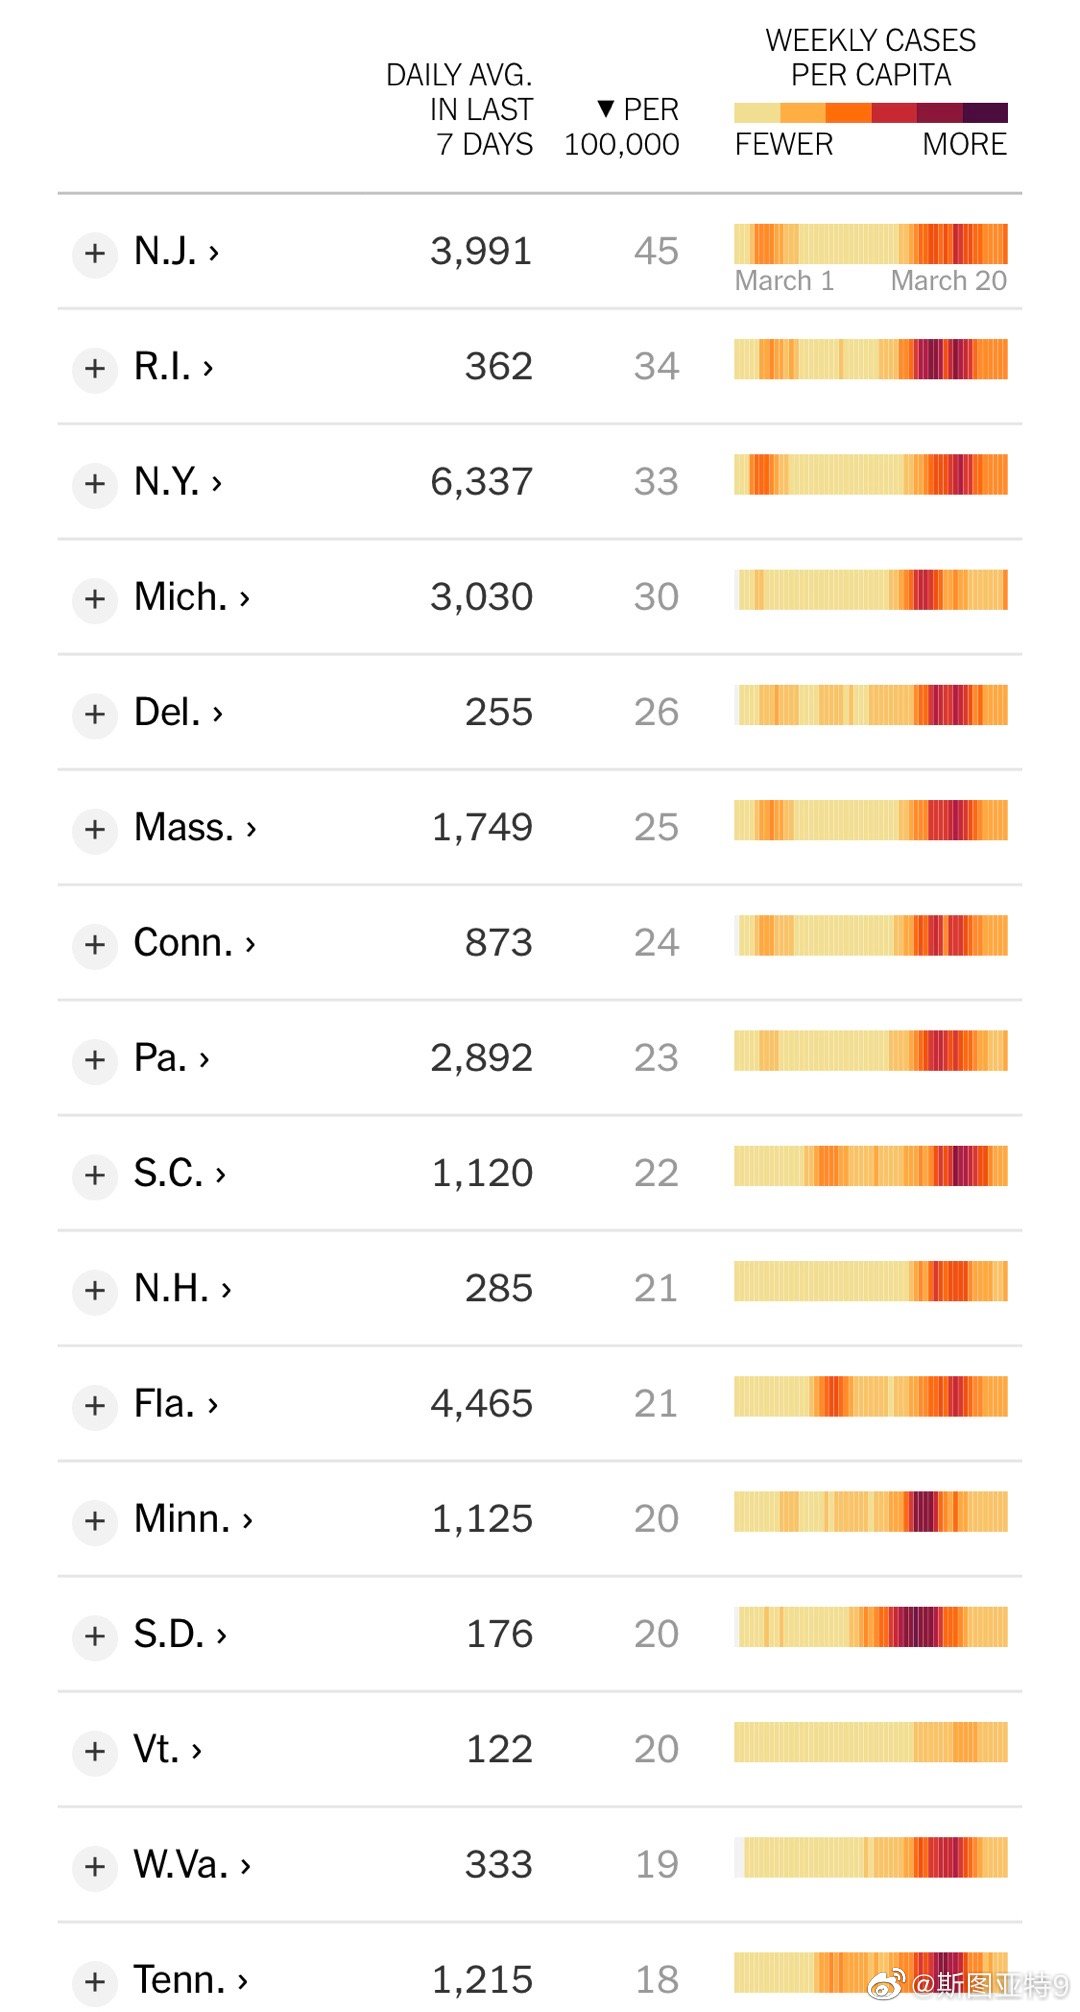 WEEKLY CASES
PER CAPITA
DAILY AVG.
IN LAST
7 DAYS
▼ PER
100,000
FEWER MORE
+ N.J. › 3,991 45
March 1 March 20
+ R.I. › 362 34
+ N.Y. › 6,337 33
+ Mich. › 3,030 30
+ Del. › 255 26
+ Mass. › 1,749 25
+ Conn. › 873 24
+ Pa. › 2,892 23
+ S.C. › 1,120 22
+ N.H. › 285 21
+ Fla. › 4,465 21
+ Minn. › 1,125 20
+ S.D. › 176 20
+ Vt. › 122 20
+ W.Va. › 333 19
+ Tenn. › 1,215 18
@斯图亚特9